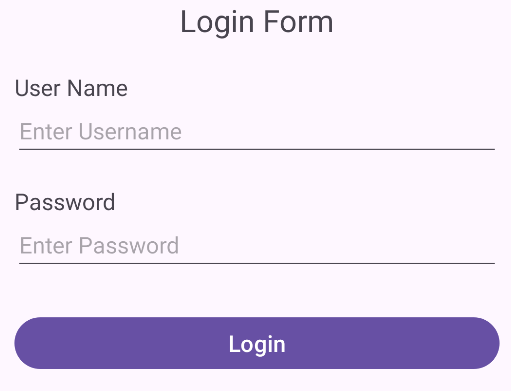 Login Form
User Name
Enter Username
Password
Enter Password
Login